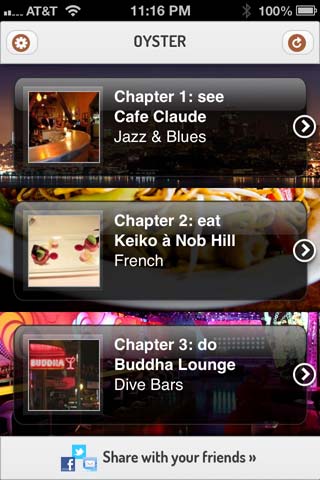 AT&T 11:16 PM 100%
OYSTER
Chapter 1: see
Cafe Claude
Jazz & Blues
Chapter 2: eat
Keiko à Nob Hill
French
Chapter 3: do
Buddha Lounge
Dive Bars
BUDDHA
Share with your friends »